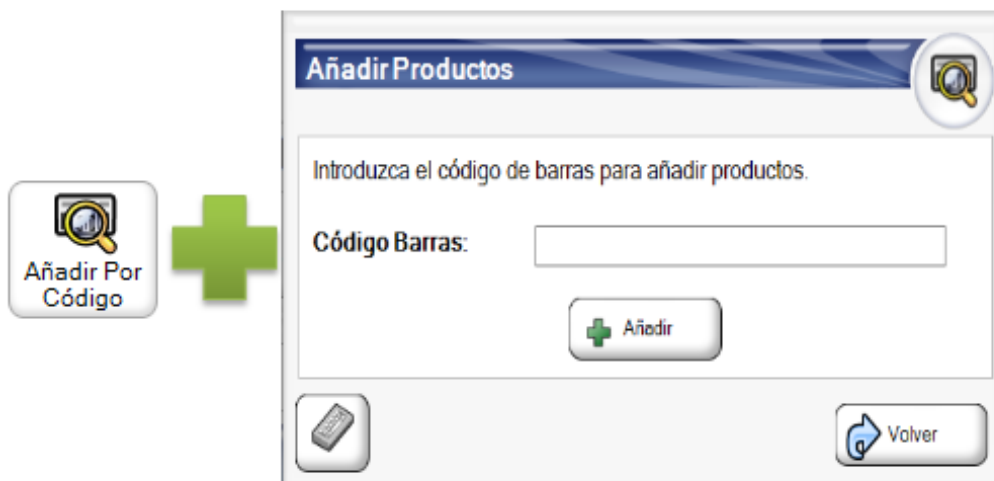 Añadir Por
Código
Añadir Productos
Introduzca el código de barras para añadir productos.
Código Barras:
Añadir
Volver